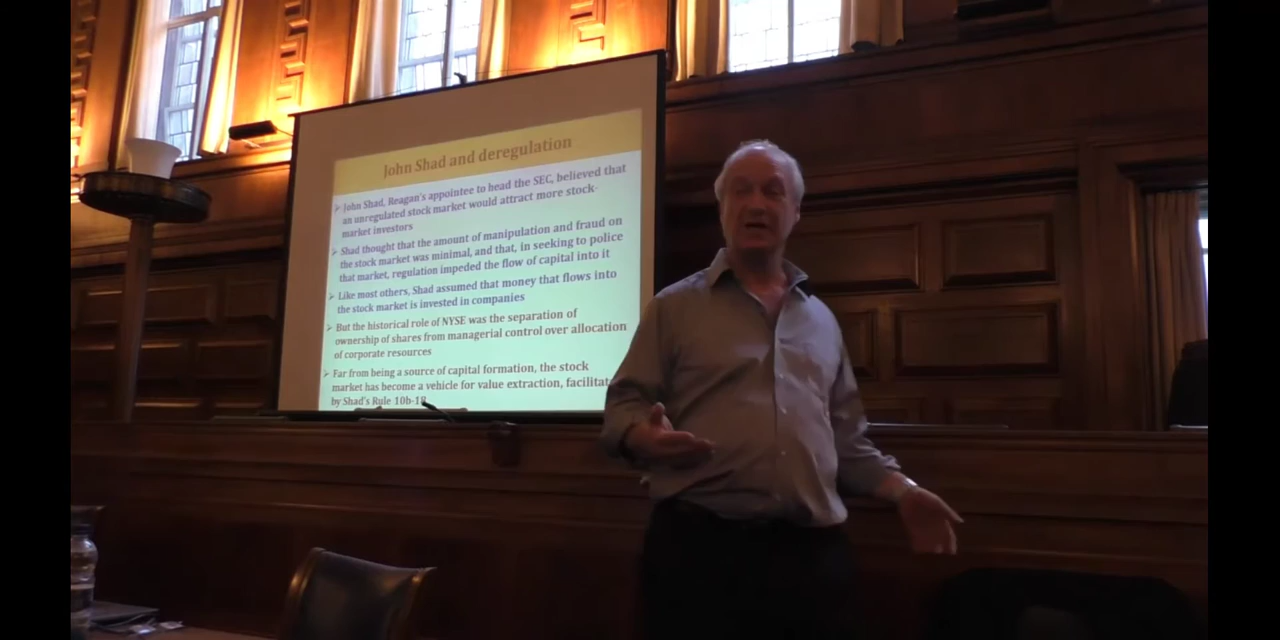 John Shad and deregulation
➢ John Shad, Reagan's appointee to head the SEC, believed that
an unregulated stock market would attract more stock-
market investors
➢ Shad thought that the amount of manipulation and fraud on
the stock market was minimal, and that, in seeking to police
that market, regulation impeded the flow of capital into it
➢ Like most others, Shad assumed that money that flows into
the stock market is invested in companies
➢ But the historical role of NYSE was the separation of
ownership of shares from managerial control over allocation
of corporate resources
➢ Far from being a source of capital formation, the stock
market has become a vehicle for value extraction, facilitat
by Shad's Rule 10b-18